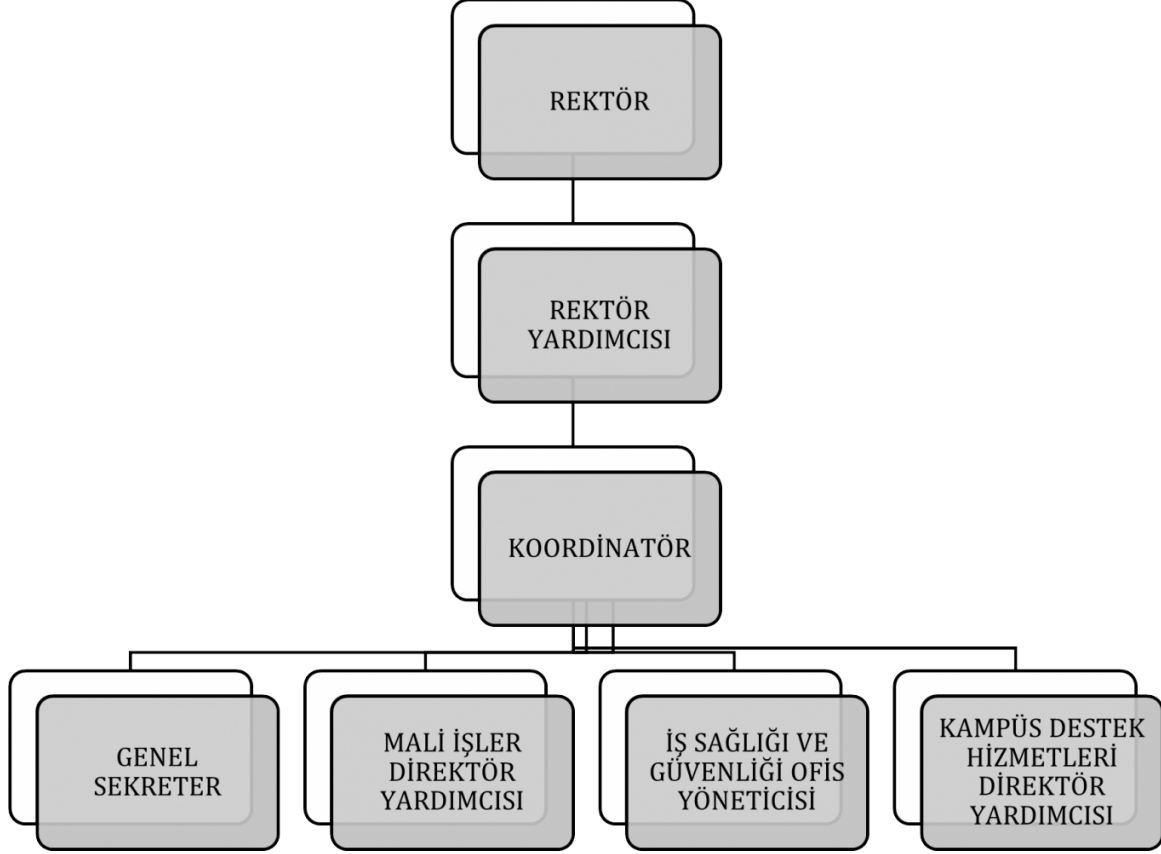 REKTÖR
REKTÖR
YARDIMCISI
KOORDİNATÖR
GENEL
SEKRETER
MALİ İŞLER
DİREKTÖR
YARDIMCISI
İŞ SAĞLIĞI VE
GÜVENLİĞİ OFİS
YÖNETİCİSİ
KAMPÜS DESTEK
HİZMETLERİ
DİREKTÖR
YARDIMCISI